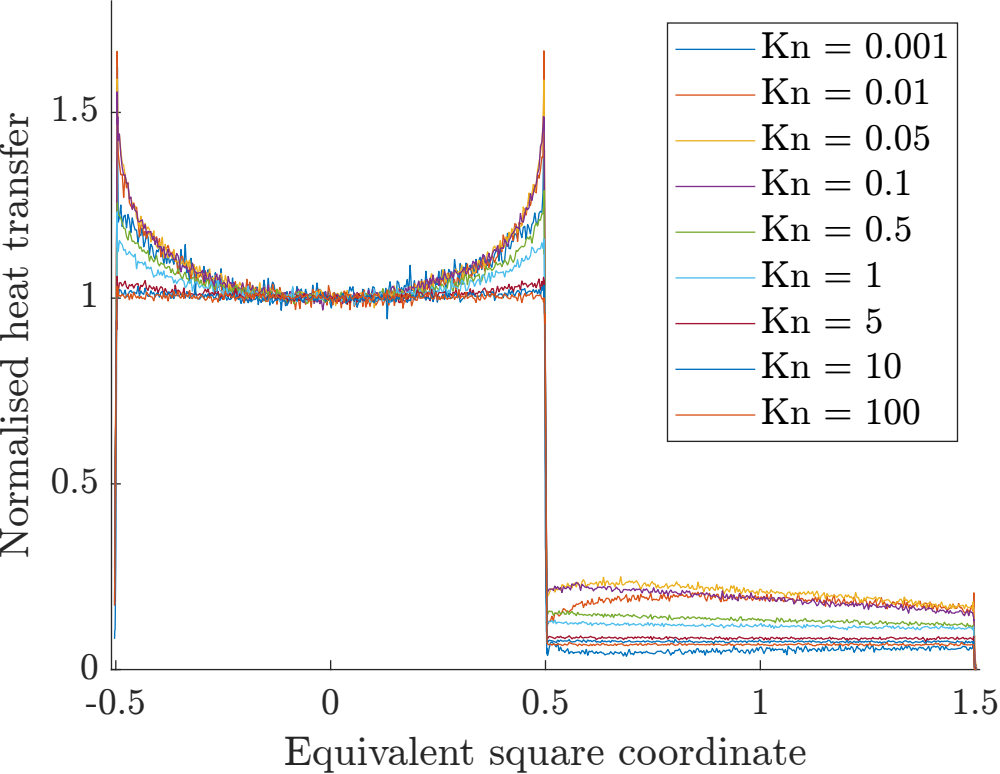 Normalised heat transfer
1.5
1
0.5
0
-0.5
0
0.5
1
1.5
Equivalent square coordinate
Kn = 0.001
Kn = 0.01
Kn = 0.05
Kn = 0.1
Kn = 0.5
Kn = 1
Kn = 5
Kn = 10
Kn = 100